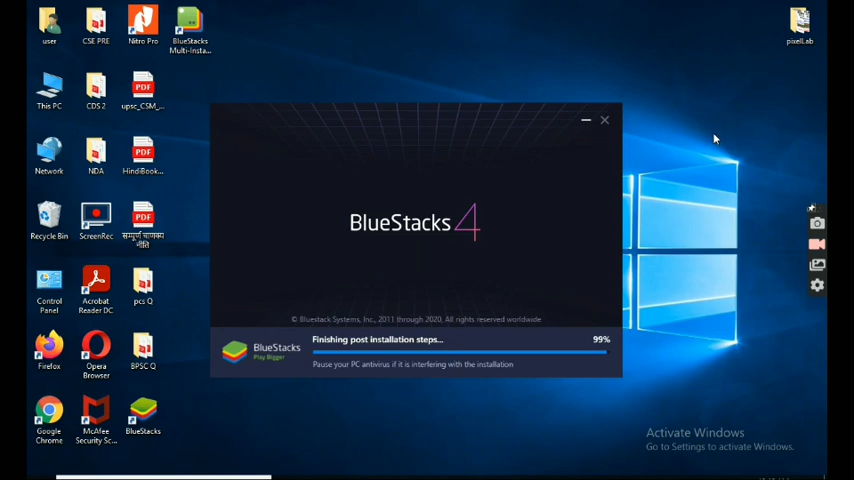 user
CSE PRE
Nitro Pro
BlueStacks
Multi-Insta...
pixelLab
This PC
CDS 2
upsc_CSM_...
Network
NDA
HindiBook...
Recycle Bin
ScreenRec
सम्पूर्ण चाणक्य
नीति
Control
Panel
Acrobat
Reader DC
pcs Q
Firefox
Opera
Browser
BPSC Q
Google
Chrome
McAfee
Security Sc...
BlueStacks
BlueStacks 4
© Bluestack Systems, Inc., 2011 through 2020, All rights reserved worldwide
BlueStacks
Play Bigger
Finishing post installation steps...
99%
Pause your PC antivirus if it is interfering with the installation
Activate Windows
Go to Settings to activate Windows.